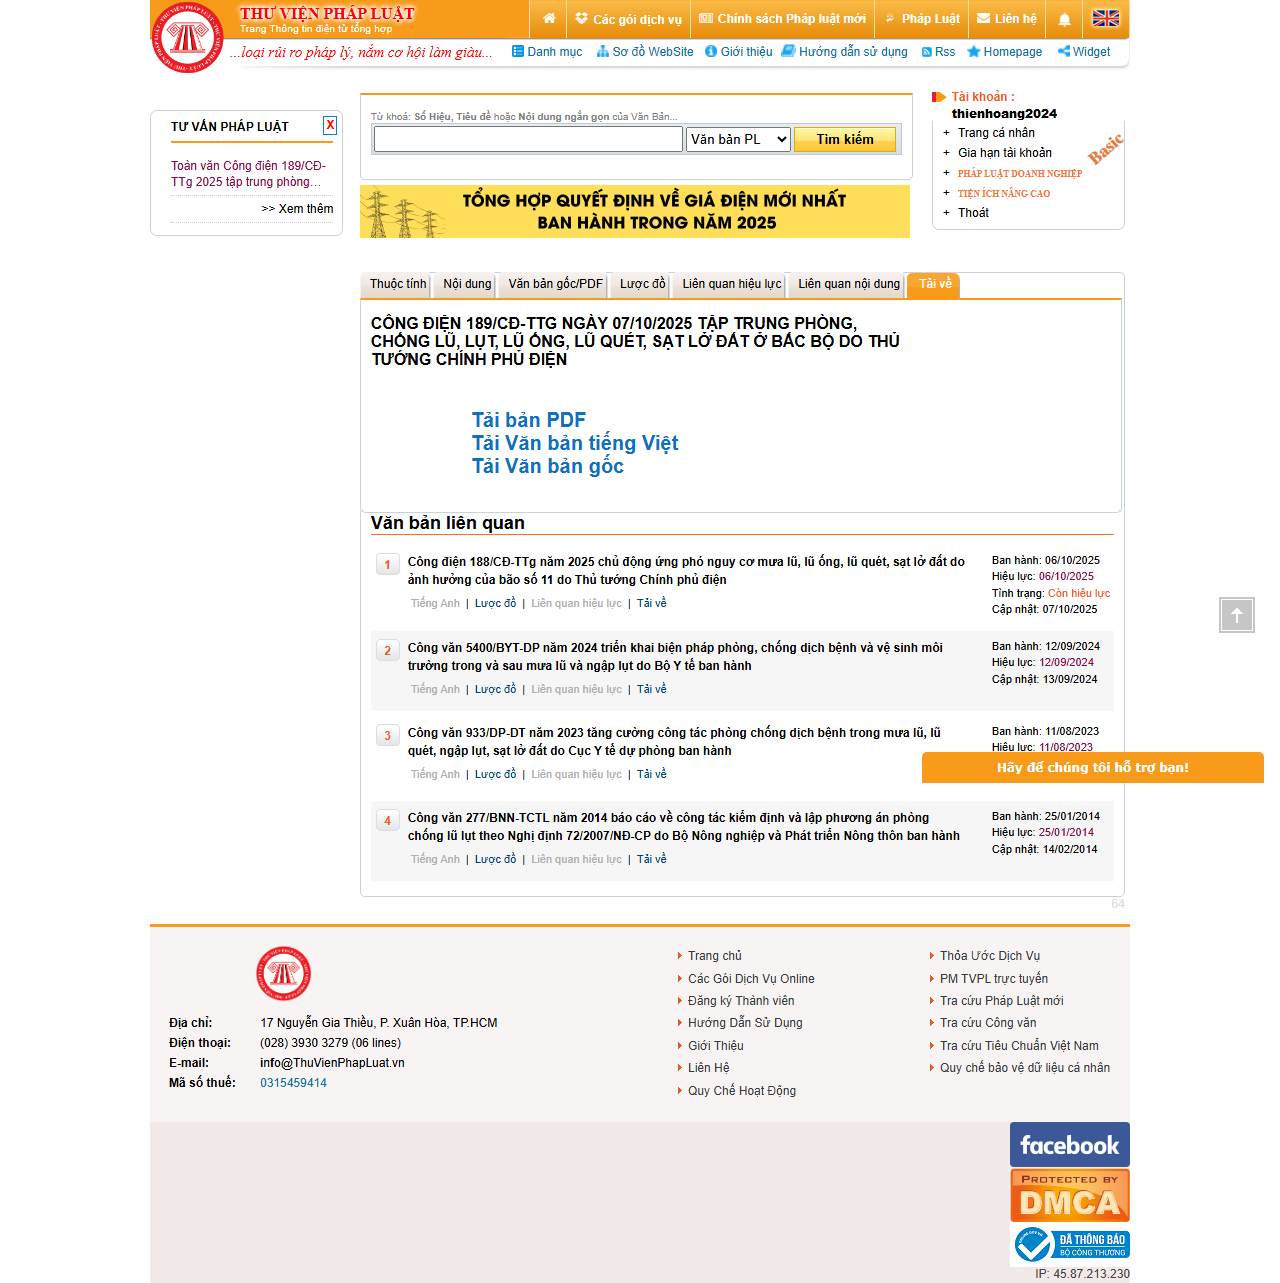 THƯ VIỆN PHÁP LUẬT
Trang Thông tin điện tử tổng hợp
Các gói dịch vụ
Chính sách Pháp luật mới
Pháp Luật
Liên hệ
...loại rủi ro pháp lý, nắm cơ hội làm giàu...
Danh mục
Sơ đồ WebSite
Giới thiệu
Hướng dẫn sử dụng
Rss
Homepage
Widget
TƯ VẤN PHÁP LUẬT
X
Toàn văn Công điện 189/CĐ-
TTg 2025 tập trung phòng…
>> Xem thêm
Từ khoá: Số Hiệu, Tiêu đề hoặc Nội dung ngắn gọn của Văn Bản...
Văn bản PL
Tìm kiếm
TỔNG HỢP QUYẾT ĐỊNH VỀ GIÁ ĐIỆN MỚI NHẤT
BAN HÀNH TRONG NĂM 2025
Tài khoản :
thienhoang2024
+ Trang cá nhân
+ Gia hạn tài khoản
+ PHÁP LUẬT DOANH NGHIỆP
+ TIỆN ÍCH NÂNG CAO
+ Thoát
Basic
Thuộc tính
Nội dung
Văn bản gốc/PDF
Lược đồ
Liên quan hiệu lực
Liên quan nội dung
Tải về
CÔNG ĐIỆN 189/CĐ-TTG NGÀY 07/10/2025 TẬP TRUNG PHÒNG,
CHỐNG LŨ, LỤT, LŨ ỐNG, LŨ QUÉT, SẠT LỞ ĐẤT Ở BẮC BỘ DO THỦ
TƯỚNG CHÍNH PHỦ ĐIỆN
Tải bản PDF
Tải Văn bản tiếng Việt
Tải Văn bản gốc
Văn bản liên quan
1
Công điện 188/CĐ-TTg năm 2025 chủ động ứng phó nguy cơ mưa lũ, lũ ống, lũ quét, sạt lở đất do
ảnh hưởng của bão số 11 do Thủ tướng Chính phủ điện
Tiếng Anh | Lược đồ | Liên quan hiệu lực | Tải về
Ban hành: 06/10/2025
Hiệu lực: 06/10/2025
Tình trạng: Còn hiệu lực
Cập nhật: 07/10/2025
2
Công văn 5400/BYT-DP năm 2024 triển khai biện pháp phòng, chống dịch bệnh và vệ sinh môi
trường trong và sau mưa lũ và ngập lụt do Bộ Y tế ban hành
Tiếng Anh | Lược đồ | Liên quan hiệu lực | Tải về
Ban hành: 12/09/2024
Hiệu lực: 12/09/2024
Cập nhật: 13/09/2024
3
Công văn 933/DP-DT năm 2023 tăng cường công tác phòng chống dịch bệnh trong mưa lũ, lũ
quét, ngập lụt, sạt lở đất do Cục Y tế dự phòng ban hành
Tiếng Anh | Lược đồ | Liên quan hiệu lực | Tải về
Ban hành: 11/08/2023
Hiệu lực: 11/08/2023
Hãy để chúng tôi hỗ trợ bạn!
4
Công văn 277/BNN-TCTL năm 2014 báo cáo về công tác kiểm định và lập phương án phòng
chống lũ lụt theo Nghị định 72/2007/NĐ-CP do Bộ Nông nghiệp và Phát triển Nông thôn ban hành
Tiếng Anh | Lược đồ | Liên quan hiệu lực | Tải về
Ban hành: 25/01/2014
Hiệu lực: 25/01/2014
Cập nhật: 14/02/2014
64
Địa chỉ: 17 Nguyễn Gia Thiều, P. Xuân Hòa, TP.HCM
Điện thoại: (028) 3930 3279 (06 lines)
E-mail: info@ThuVienPhapLuat.vn
Mã số thuế: 0315459414
Trang chủ
Các Gói Dịch Vụ Online
Đăng ký Thành viên
Hướng Dẫn Sử Dụng
Giới Thiệu
Liên Hệ
Quy Chế Hoạt Động
Thỏa Ước Dịch Vụ
PM TVPL trực tuyến
Tra cứu Pháp Luật mới
Tra cứu Công văn
Tra cứu Tiêu Chuẩn Việt Nam
Quy chế bảo vệ dữ liệu cá nhân
facebook
PROTECTED BY
DMCA
ĐÃ THÔNG BÁO
BỘ CÔNG THƯƠNG
IP: 45.87.213.230